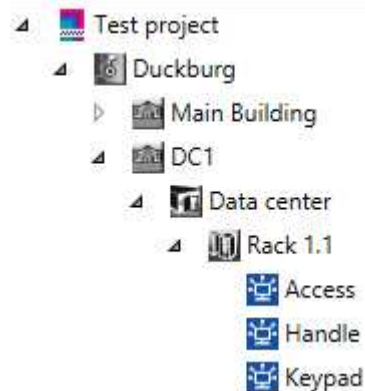 Test project
Duckburg
Main Building
DC1
Data center
Rack 1.1
Access
Handle
Keypad